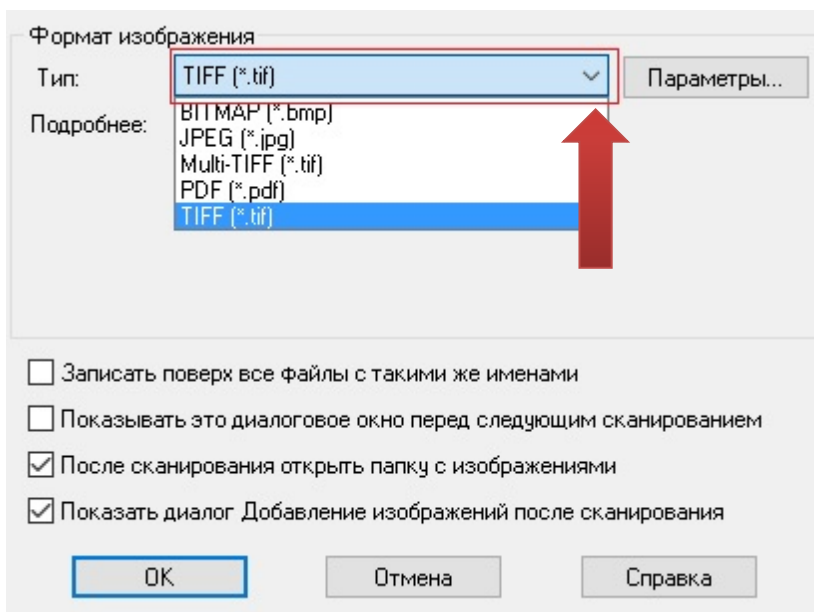 Формат изображения
Тип: TIFF (*.tif) Параметры...
Подробнее: BITMAP (*.bmp)
JPEG (*.jpg)
Multi-TIFF (*.tif)
PDF (*.pdf)
TIFF (*.tif)
Записать поверх все файлы с такими же именами
Показывать это диалоговое окно перед следующим сканированием
После сканирования открыть папку с изображениями
Показать диалог Добавление изображений после сканирования
OK Отмена Справка